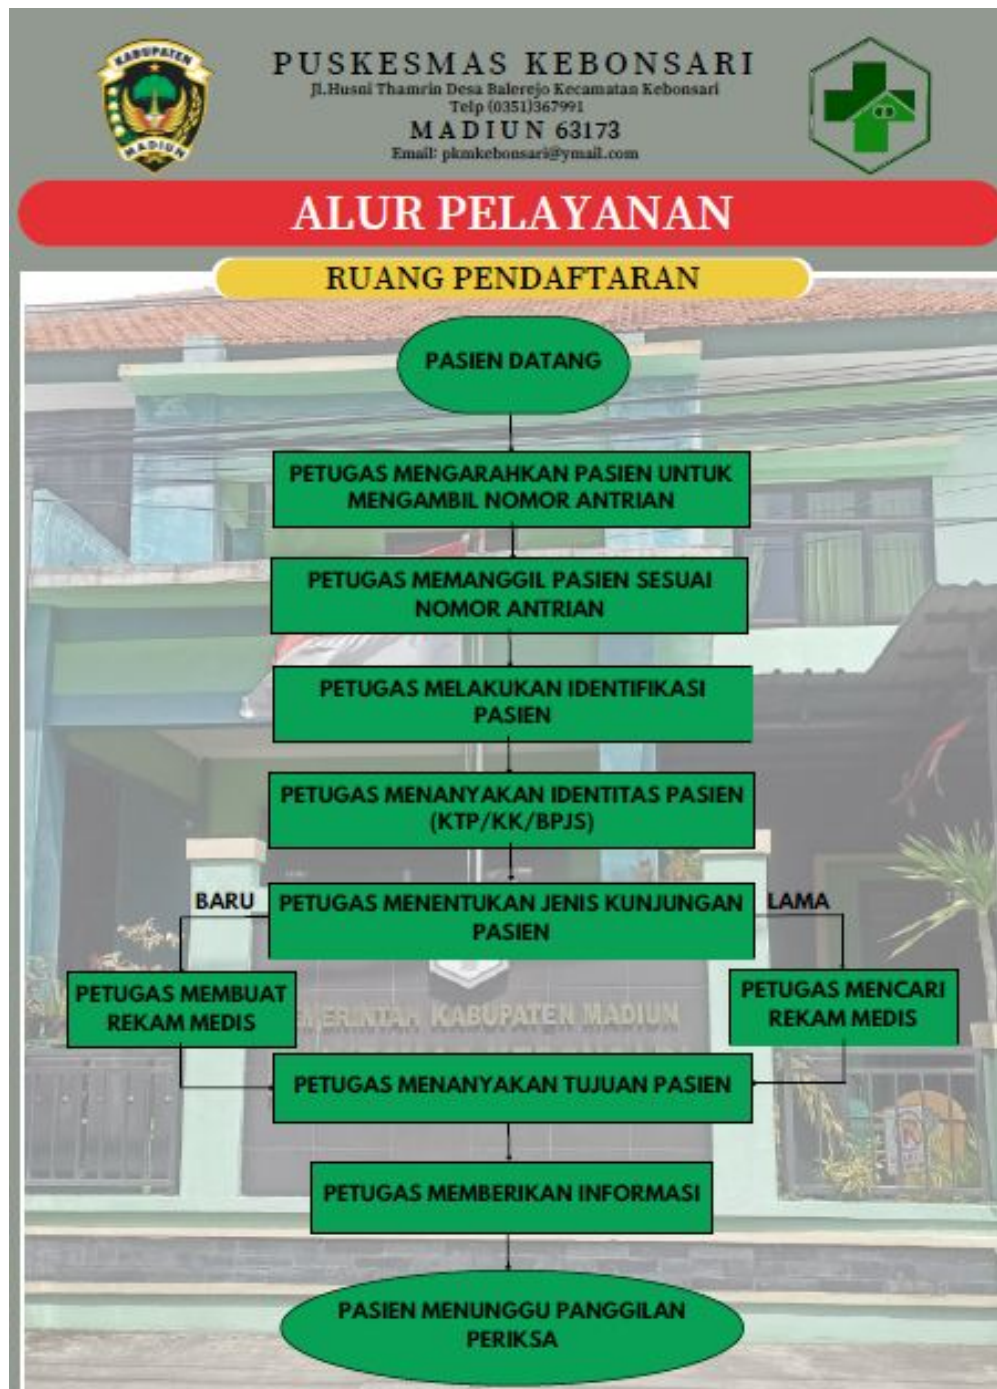 KABUPATEN
MADIUN
PUSKESMAS KEBONSARI
Jl.Husni Thamrin Desa Balerejo Kecamatan Kebonsari
Telp (0351)367991
MADIUN 63173
Email: pkmkebonsari@ymail.com
ALUR PELAYANAN
RUANG PENDAFTARAN
PASIEN DATANG
PETUGAS MENGARAHKAN PASIEN UNTUK
MENGAMBIL NOMOR ANTRIAN
PETUGAS MEMANGGIL PASIEN SESUAI
NOMOR ANTRIAN
PETUGAS MELAKUKAN IDENTIFIKASI
PASIEN
PETUGAS MENANYAKAN IDENTITAS PASIEN
(KTP/KK/BPJS)
BARU
PETUGAS MENENTUKAN JENIS KUNJUNGAN
PASIEN
LAMA
PETUGAS MEMBUAT
REKAM MEDIS
PETUGAS MENCARI
REKAM MEDIS
KABUPATEN MADIUN
PETUGAS MENANYAKAN TUJUAN PASIEN
PETUGAS MEMBERIKAN INFORMASI
PASIEN MENUNGGU PANGGILAN
PERIKSA